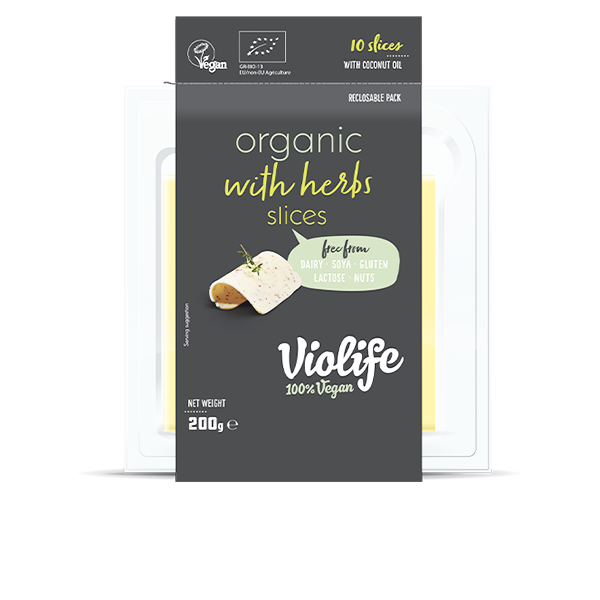 Vegan
GR-BIO-13
EU/non-EU Agriculture
10 slices
WITH COCONUT OIL
RECLOSABLE PACK
organic
with herbs
slices
free from
DAIRY · SOYA · GLUTEN
LACTOSE · NUTS
Serving suggestion
Violife
100% Vegan
NET WEIGHT
200g e